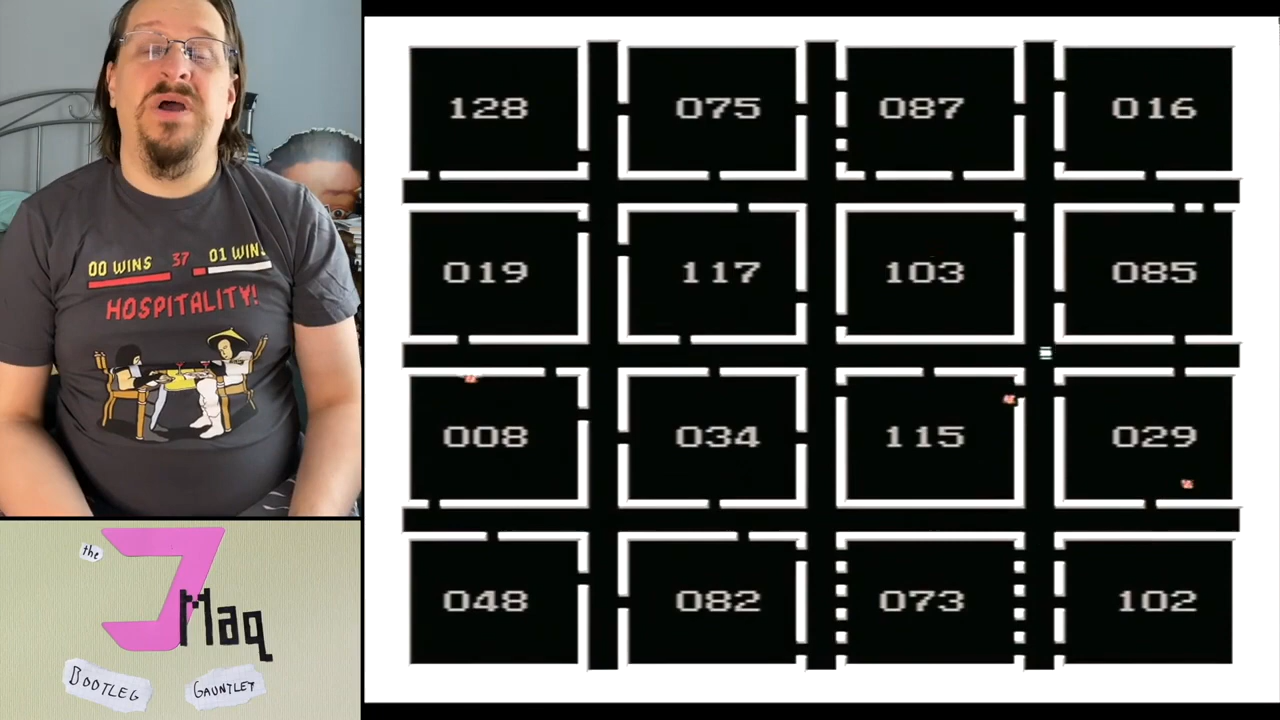 00 WINS 37 01 WINS
HOSPITALITY!
the
J
Maq
BOOTLEG
GAUNTLET
128 075 087 016
019 117 103 085
008 034 115 029
048 082 073 102